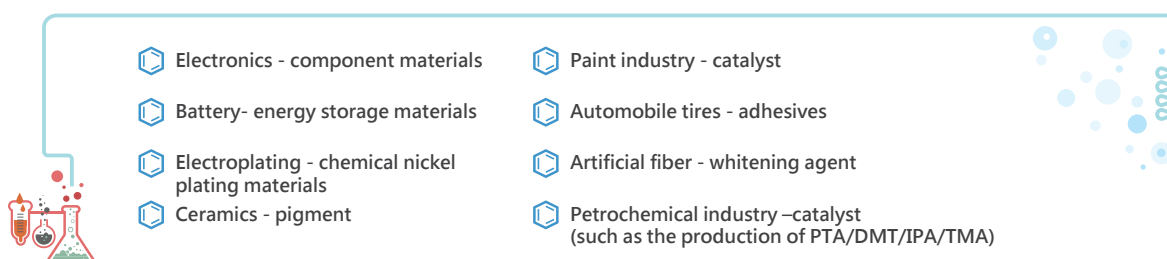 Electronics - component materials
Battery- energy storage materials
Electroplating - chemical nickel
plating materials
Ceramics - pigment
Paint industry - catalyst
Automobile tires - adhesives
Artificial fiber - whitening agent
Petrochemical industry –catalyst
(such as the production of PTA/DMT/IPA/TMA)